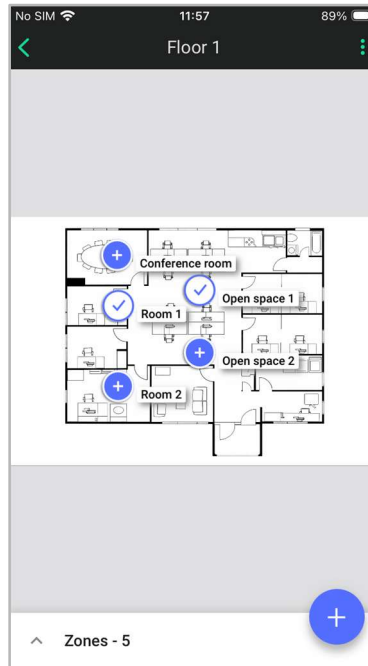 No SIM 11:57 89%
Floor 1
Conference room
Open space 1
Room 1
Open space 2
Room 2
Zones - 5